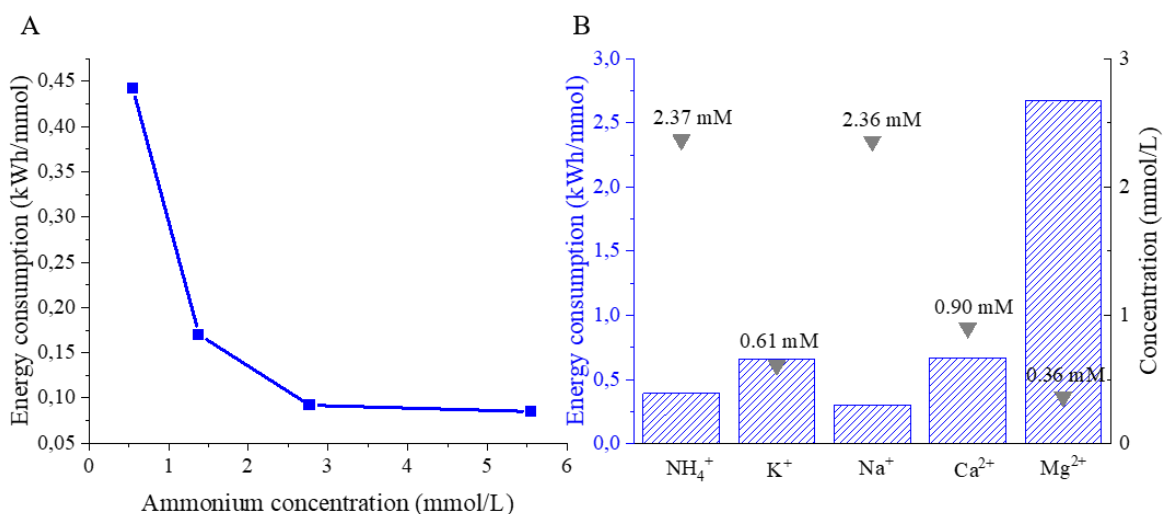 A
Energy consumption (kWh/mmol)
0,45
0,40
0,35
0,30
0,25
0,20
0,15
0,10
0,05
0
1
2
3
4
5
6
Ammonium concentration (mmol/L)
B
Energy consumption (kWh/mmol)
3,0
2,5
2,0
1,5
1,0
0,5
0,0
2.37 mM
0.61 mM
2.36 mM
0.90 mM
0.36 mM
NH₄⁺
K⁺
Na⁺
Ca²⁺
Mg²⁺
3
2
1
0
Concentration (mmol/L)